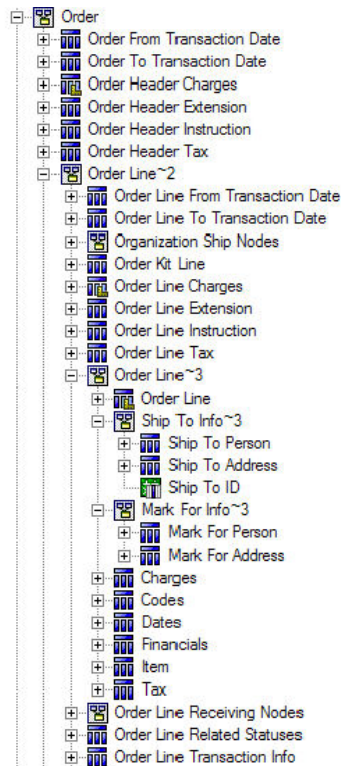 Order
Order From Transaction Date
Order To Transaction Date
Order Header Charges
Order Header Extension
Order Header Instruction
Order Header Tax
Order Line~2
Order Line From Transaction Date
Order Line To Transaction Date
Organization Ship Nodes
Order Kit Line
Order Line Charges
Order Line Extension
Order Line Instruction
Order Line Tax
Order Line~3
Order Line
Ship To Info~3
Ship To Person
Ship To Address
Ship To ID
Mark For Info~3
Mark For Person
Mark For Address
Charges
Codes
Dates
Financials
Item
Tax
Order Line Receiving Nodes
Order Line Related Statuses
Order Line Transaction Info